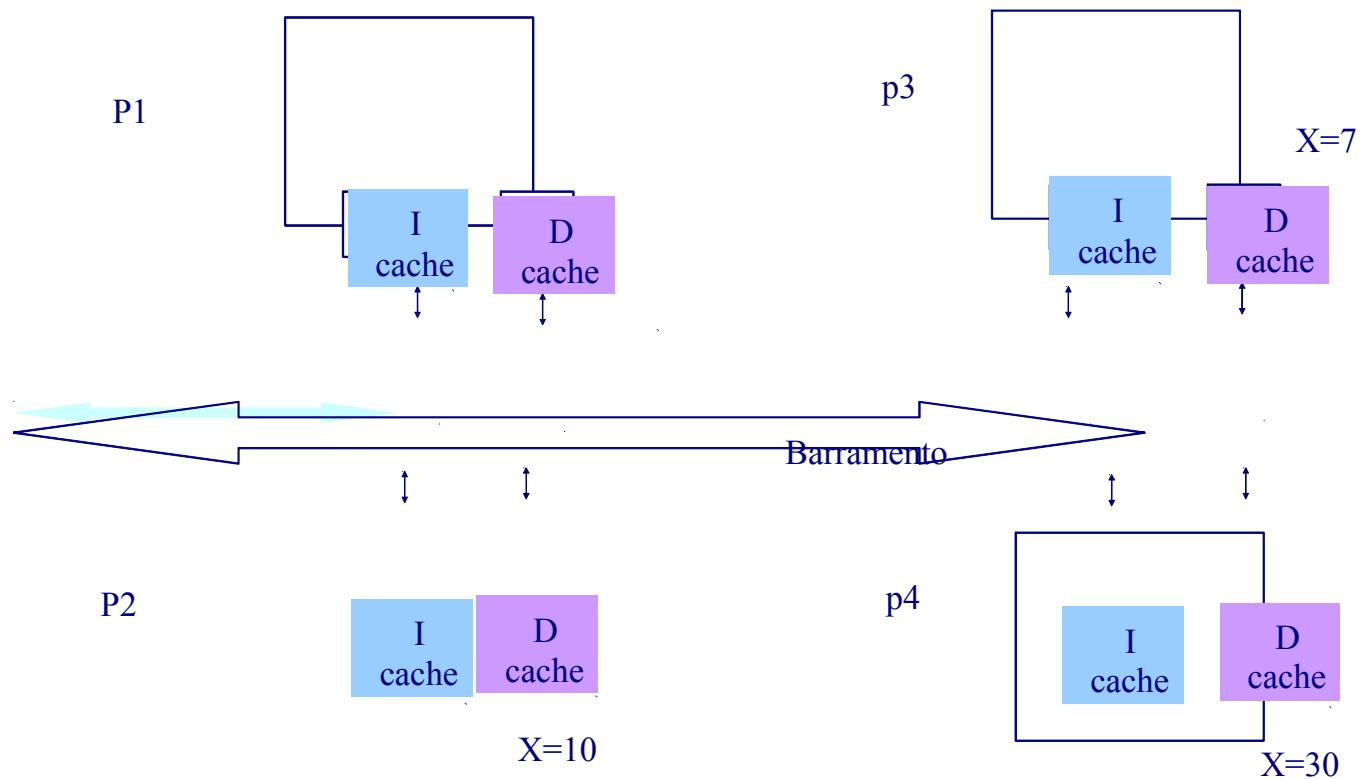 P1
p3
X=7
I
cache
D
cache
I
cache
D
cache
Barramento
P2
p4
I
cache
D
cache
I
cache
D
cache
X=10
X=30